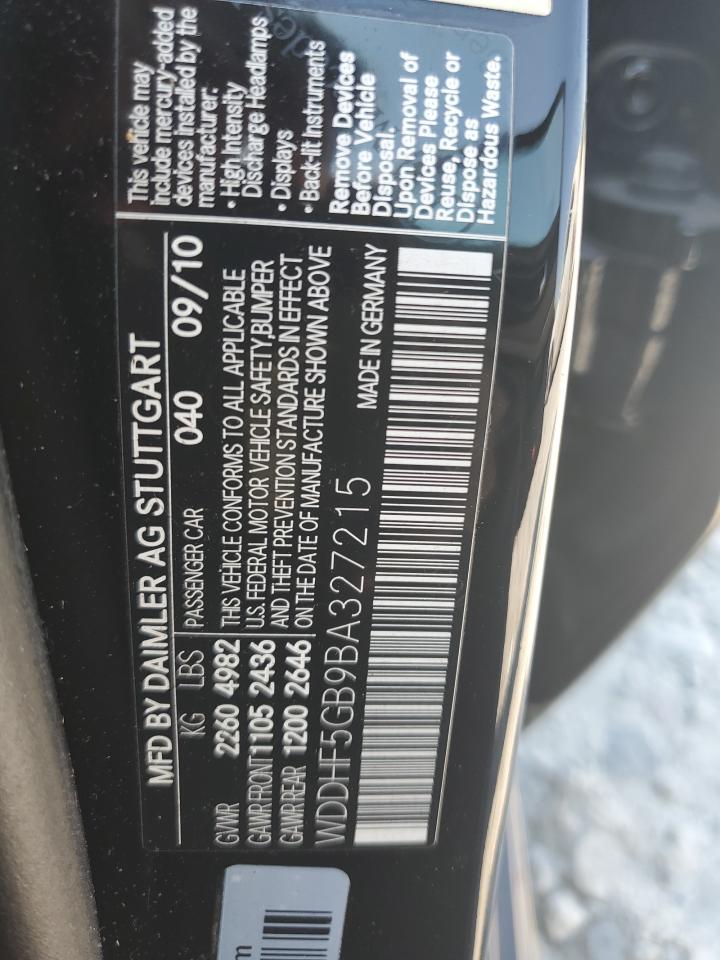 MFD BY DAIMLER AG STUTTGART
KG LBS PASSENGER CAR 040 09/10
GVWR 2260 4982
GAWR FRONT 1105 2436
GAWR REAR 1200 2646
THIS VEHICLE CONFORMS TO ALL APPLICABLE
U.S. FEDERAL MOTOR VEHICLE SAFETY,BUMPER
AND THEFT PREVENTION STANDARDS IN EFFECT
ON THE DATE OF MANUFACTURE SHOWN ABOVE
WDDHF5GB9BA327215 MADE IN GERMANY
This vehicle may
include mercury-added
devices installed by the
manufacturer:
• High Intensity
Discharge Headlamps
• Displays
• Back-lit Instruments
Remove Devices
Before Vehicle
Disposal.
Upon Removal of
Devices Please
Reuse, Recycle or
Dispose as
Hazardous Waste.